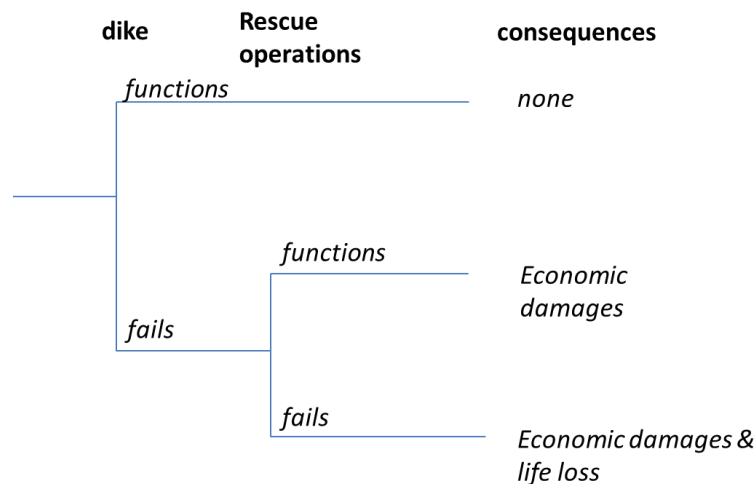 dike
Rescue
operations
consequences
functions
none
functions
Economic
damages
fails
fails
Economic damages &
life loss